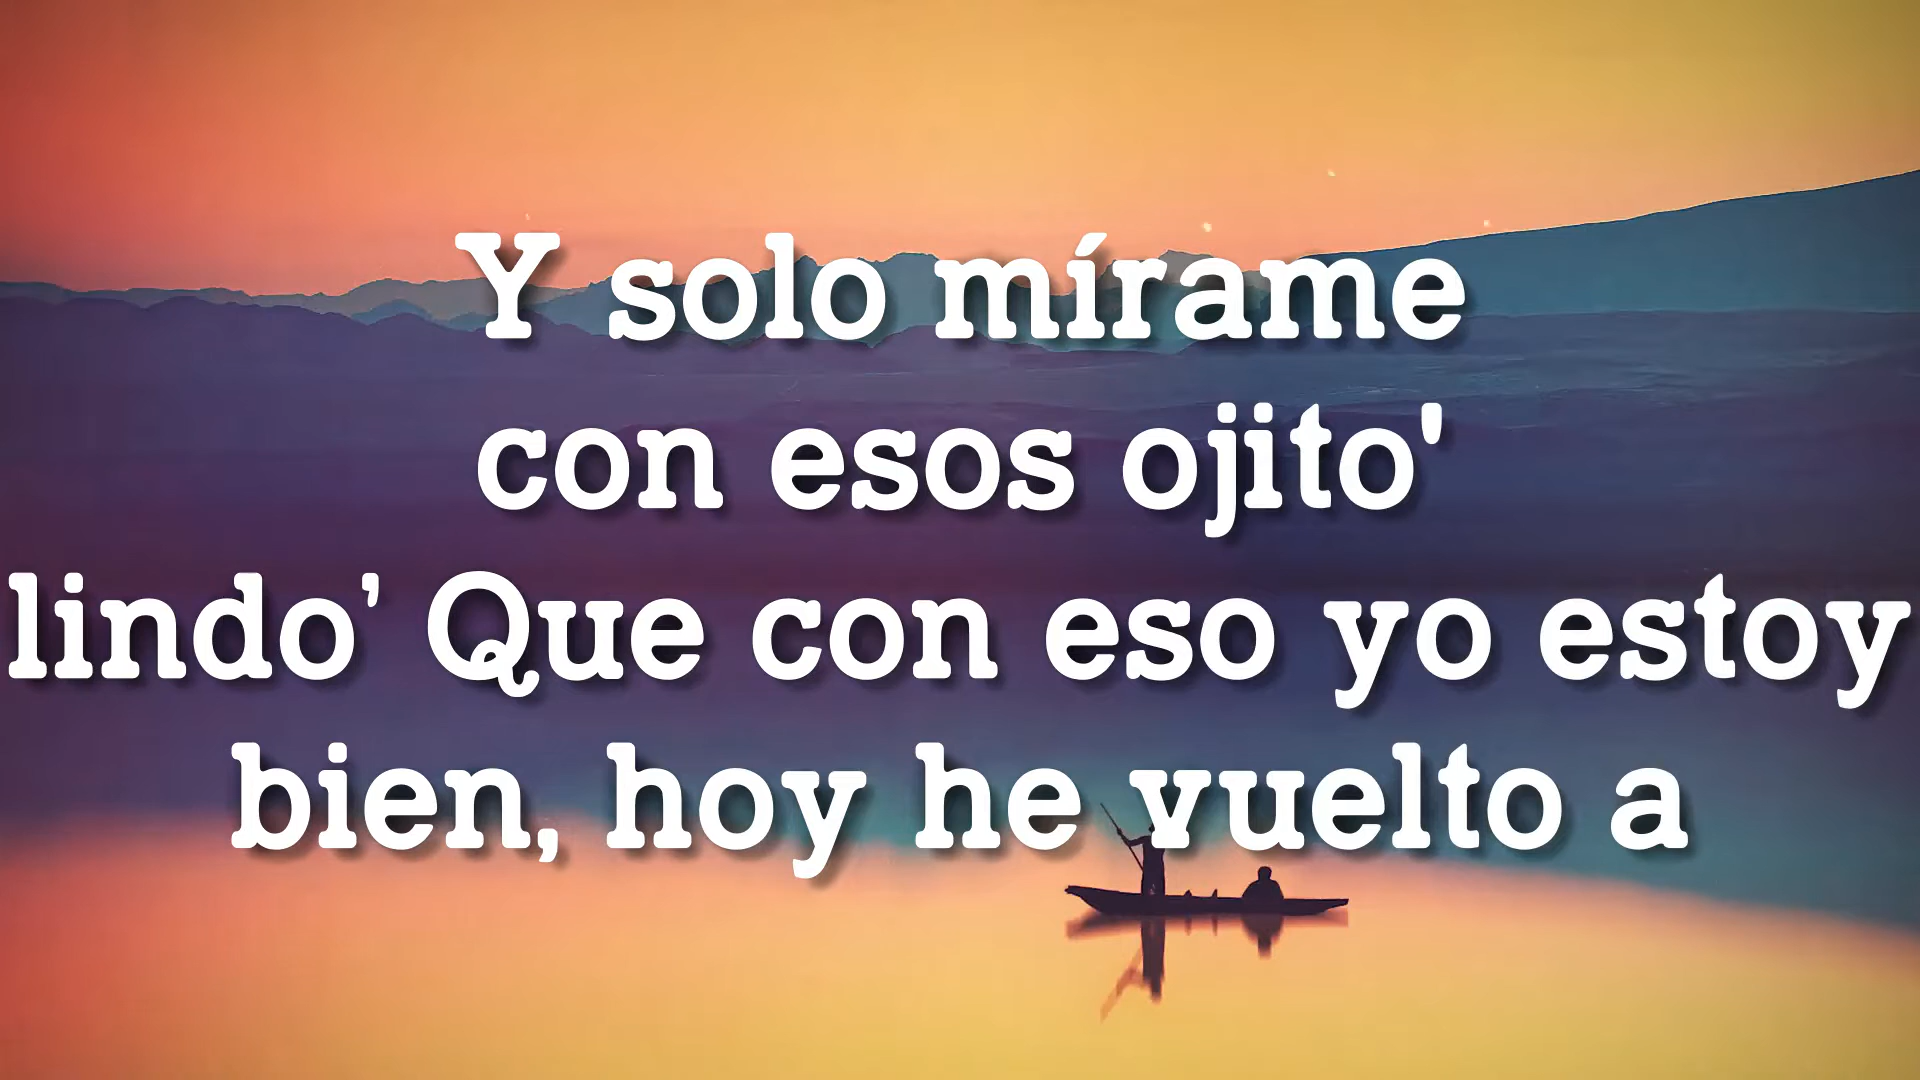 Y solo mírame
con esos ojito'
lindo’ Que con eso yo estoy
bien, hoy he vuelto a